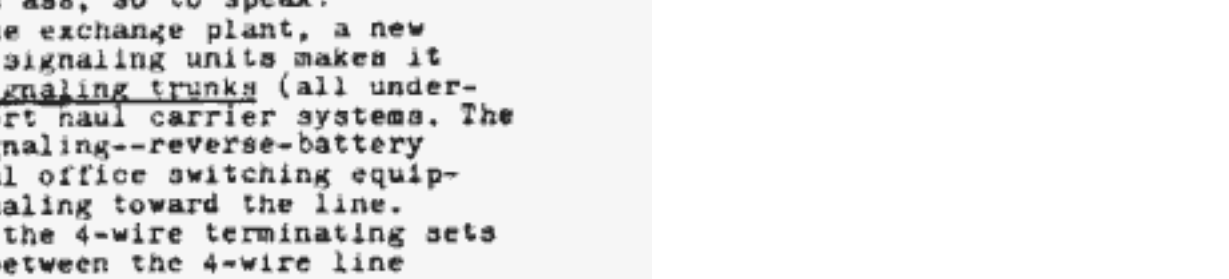 ass, so to speak.
e exchange plant, a new
signaling units makes it
gnaling trunks (all under-
rt haul carrier systems. The
naling--reverse-battery
l office switching equip-
aling toward the line.
the 4-wire terminating sets
etween the 4-wire line